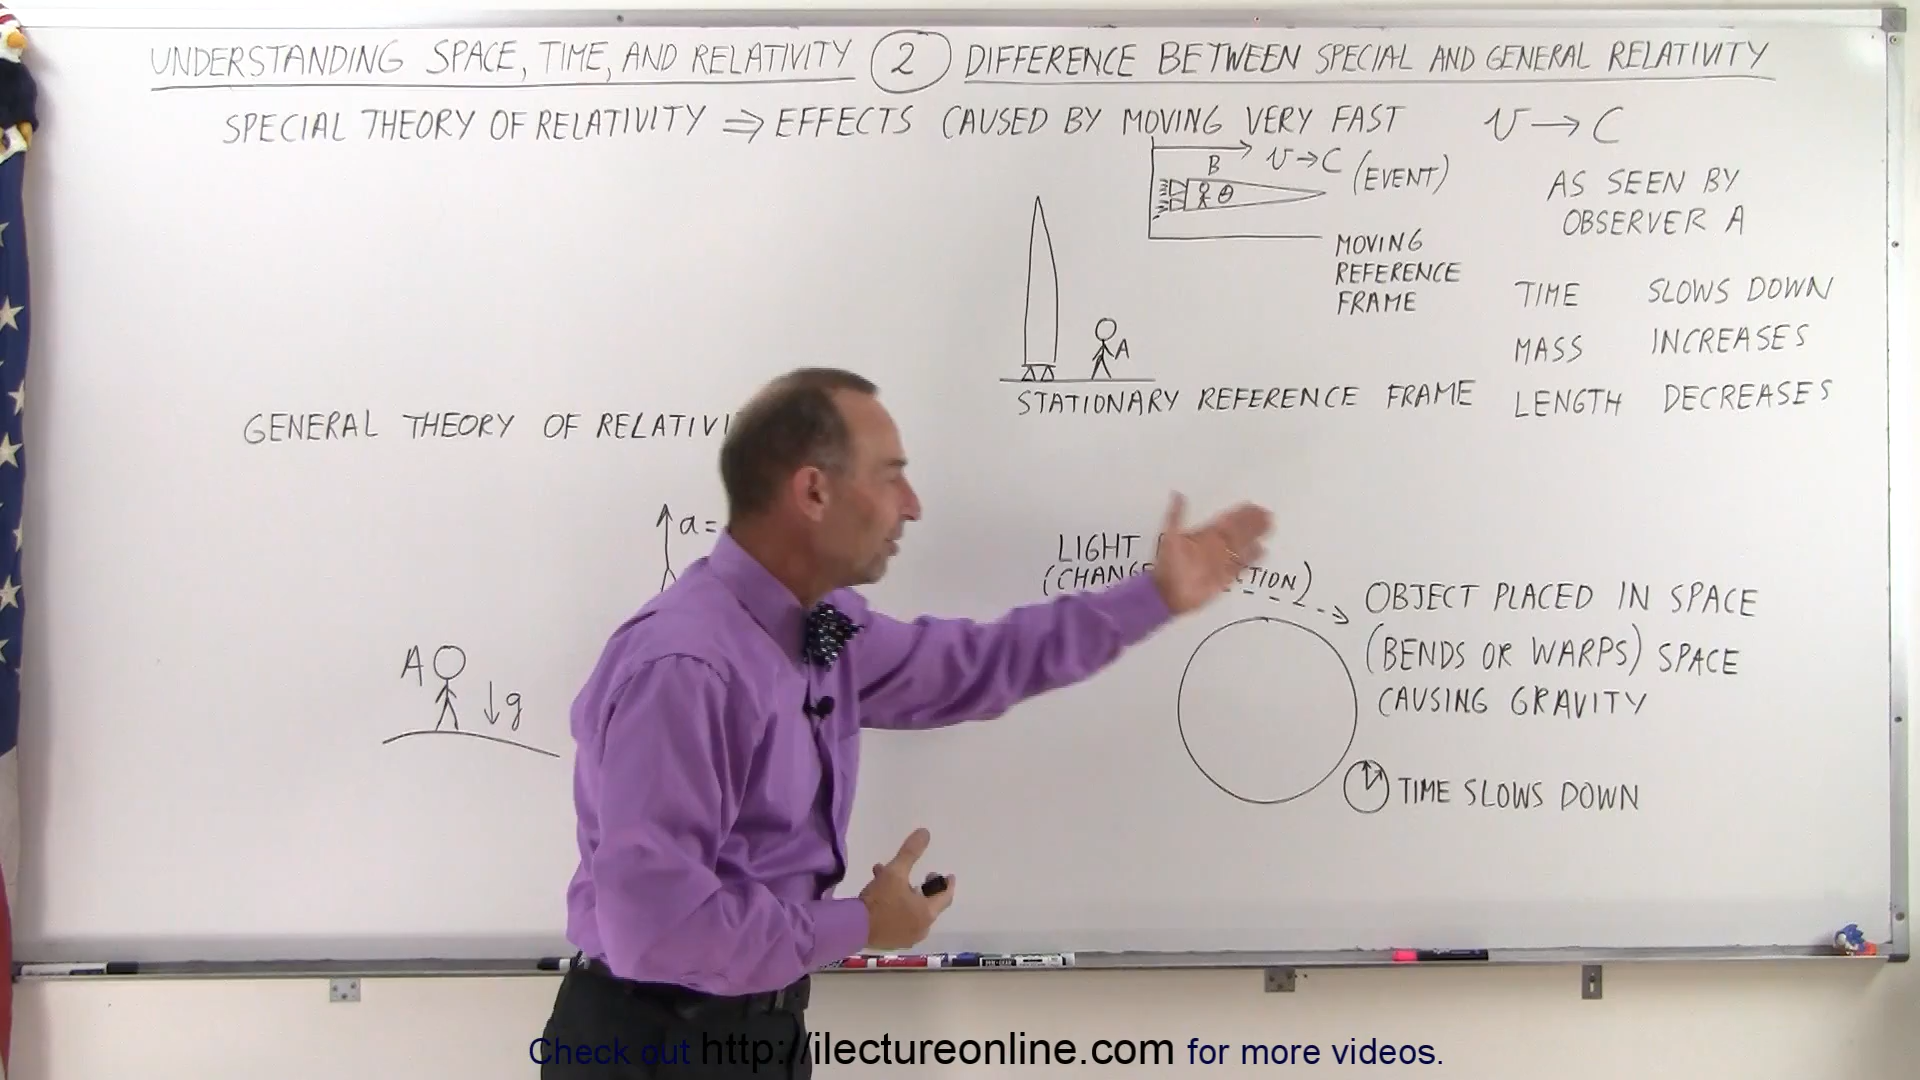 UNDERSTANDING SPACE, TIME, AND RELATIVITY 2 DIFFERENCE BETWEEN SPECIAL AND GENERAL RELATIVITY
SPECIAL THEORY OF RELATIVITY ⇒ EFFECTS CAUSED BY MOVING VERY FAST v → C
B v → C (EVENT)
MOVING
REFERENCE
FRAME
A
STATIONARY REFERENCE FRAME
AS SEEN BY
OBSERVER A
TIME SLOWS DOWN
MASS INCREASES
LENGTH DECREASES
GENERAL THEORY OF
a =
A
↓ g
LIGHT
OBJECT PLACED IN SPACE
(BENDS OR WARPS) SPACE
CAUSING GRAVITY
TIME SLOWS DOWN
Check out http://ilectureonline.com for more videos.